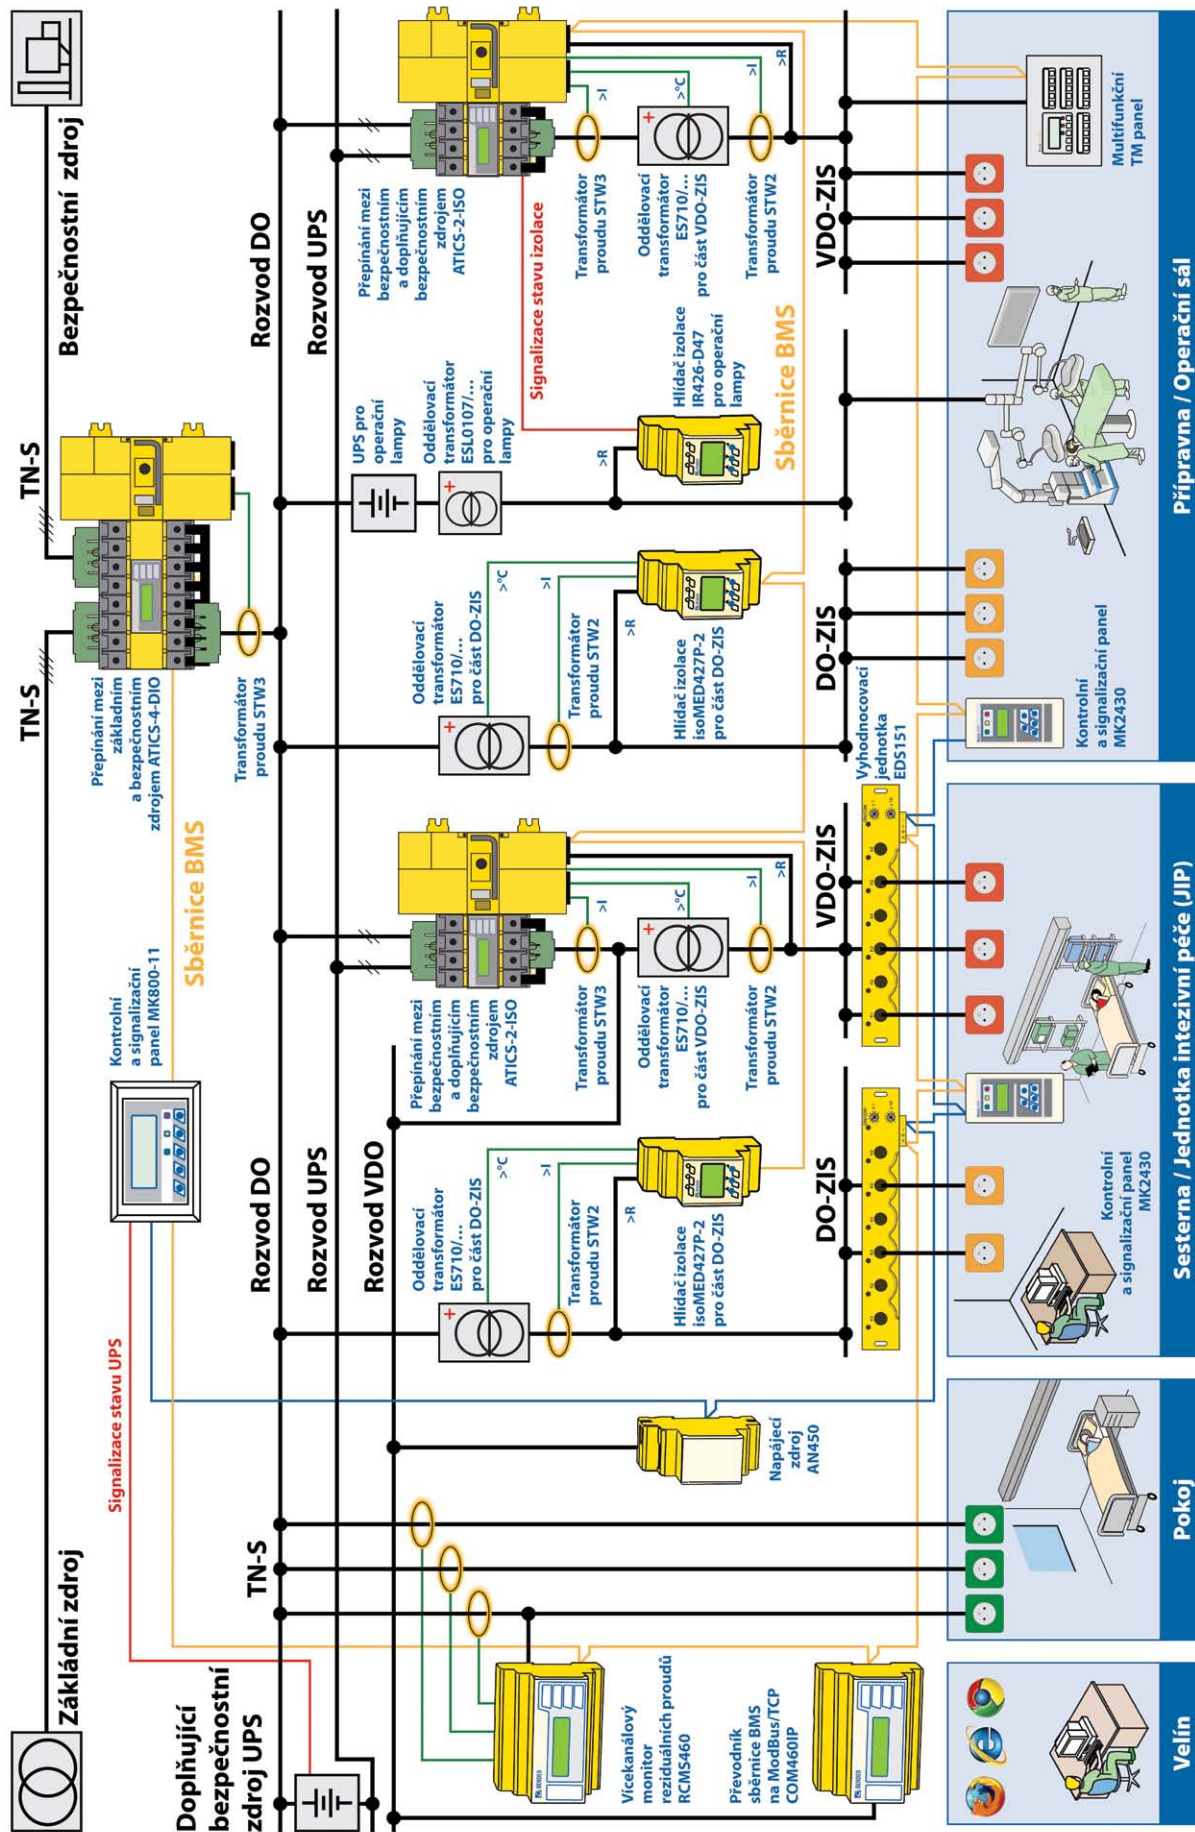 Základní zdroj
Bezpečnostní zdroj
TN-S
TN-S
Přepínání mezi
základním
a bezpečnostním
zdrojem ATICS-4-DIO
Transformátor
proudu STW3
Kontrolní
a signalizační
panel MK800-11
Sběrnice BMS
Signalizace stavu UPS
Doplňující
bezpečnostní
zdroj UPS
TN-S
Rozvod DO
Rozvod UPS
Rozvod VDO
Rozvod DO
Rozvod UPS
Oddělovací
transformátor
ES710/...
pro část DO-ZIS
>°C
>I
Transformátor
proudu STW2
>R
Hlídač izolace
isoMED427P-2
pro část DO-ZIS
Přepínání mezi
bezpečnostním
a doplňujícím
bezpečnostním
zdrojem
ATICS-2-ISO
>I
Transformátor
proudu STW3
>°C
Oddělovací
transformátor
ES710/...
pro část VDO-ZIS
>I
>R
Transformátor
proudu STW2
Oddělovací
transformátor
ES710/...
pro část DO-ZIS
>°C
>I
Transformátor
proudu STW2
>R
Hlídač izolace
isoMED427P-2
pro část DO-ZIS
UPS pro
operační
lampy
Oddělovací
transformátor
ESL0107/...
pro operační
lampy
>R
Hlídač izolace
IR426-D47
pro operační
lampy
Signalizace stavu izolace
Sběrnice BMS
Přepínání mezi
bezpečnostním
a doplňujícím
bezpečnostním
zdrojem
ATICS-2-ISO
>I
Transformátor
proudu STW3
>°C
Oddělovací
transformátor
ES710/...
pro část VDO-ZIS
>I
>R
Transformátor
proudu STW2
BENDER
Vícekanálový
monitor
reziduálních proudů
RCMS460
BENDER
Převodník
sběrnice BMS
na ModBus/TCP
COM460IP
Napájecí
zdroj
AN450
DO-ZIS
VDO-ZIS
Vyhodnocovací
jednotka
EDS151
DO-ZIS
VDO-ZIS
Kontrolní
a signalizační panel
MK2430
Kontrolní
a signalizační panel
MK2430
Multifunkční
TM panel
Velín
Pokoj
Sesterna / Jednotka intezivní péče (JIP)
Přípravna / Operační sál